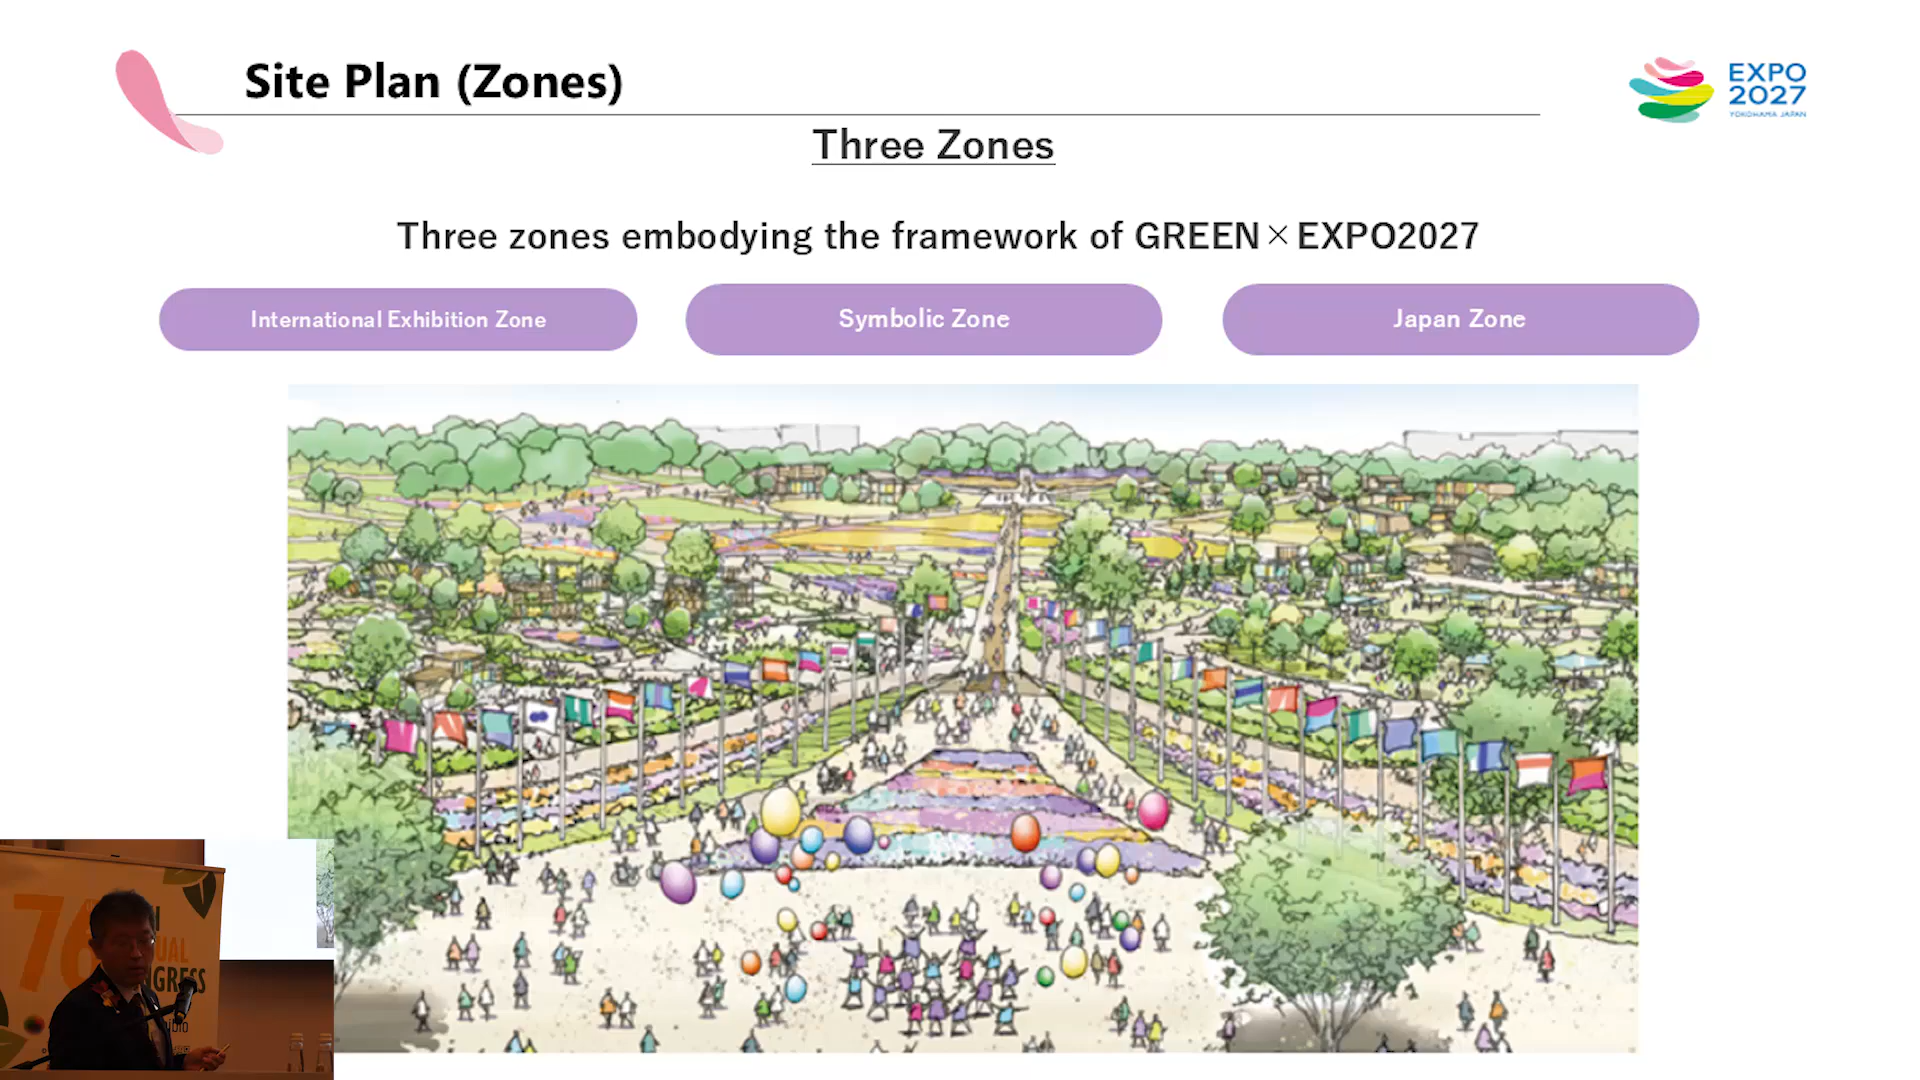 Site Plan (Zones)
EXPO
2027
YOKOHAMA JAPAN
Three Zones
Three zones embodying the framework of GREEN×EXPO2027
International Exhibition Zone
Symbolic Zone
Japan Zone
76